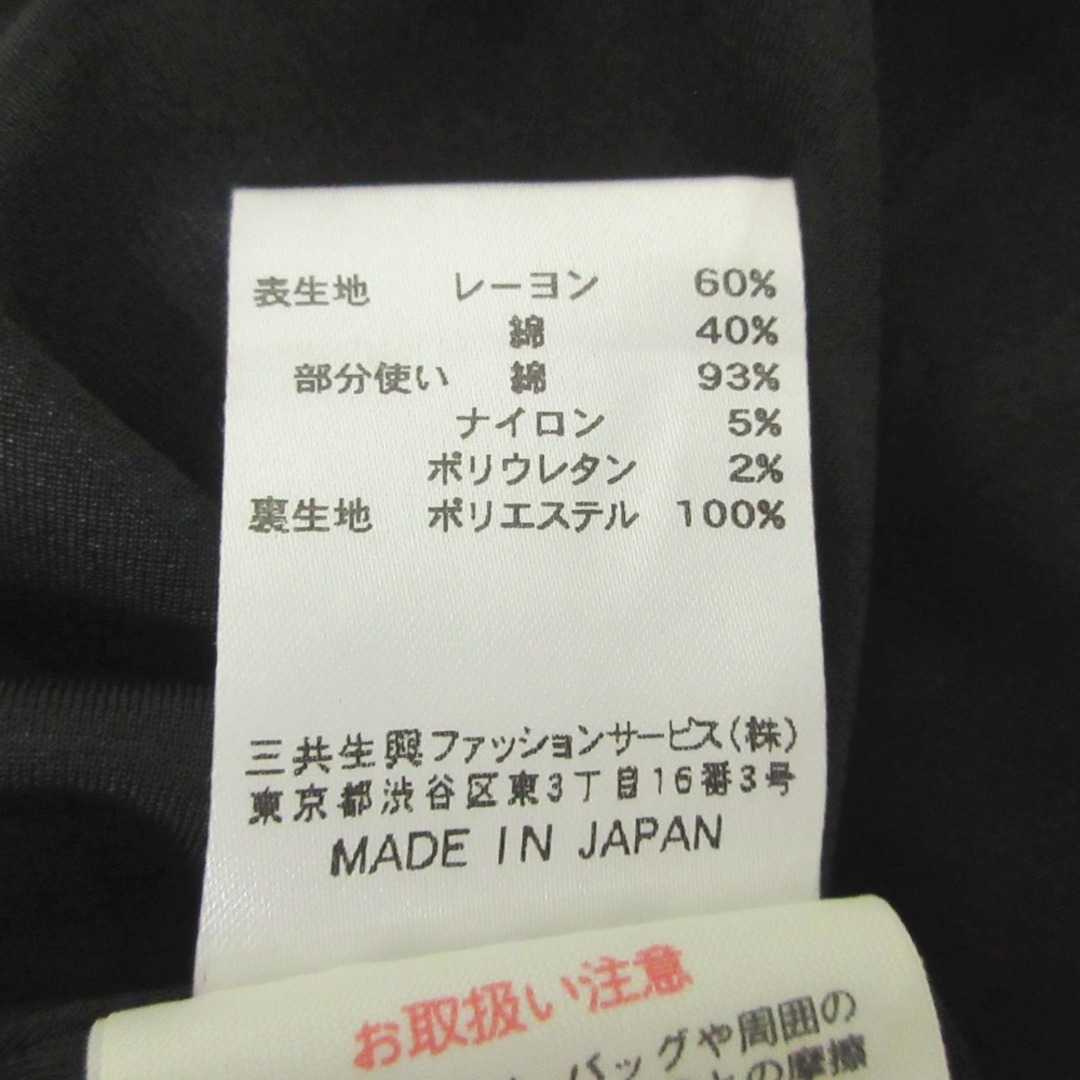 表生地 レーヨン 60%
綿 40%
部分使い 綿 93%
ナイロン 5%
ポリウレタン 2%
裏生地 ポリエステル 100%
三共生興ファッションサービス(株)
東京都渋谷区東3丁目16番3号
MADE IN JAPAN
お取扱い注意
バッグや周囲の
との摩擦